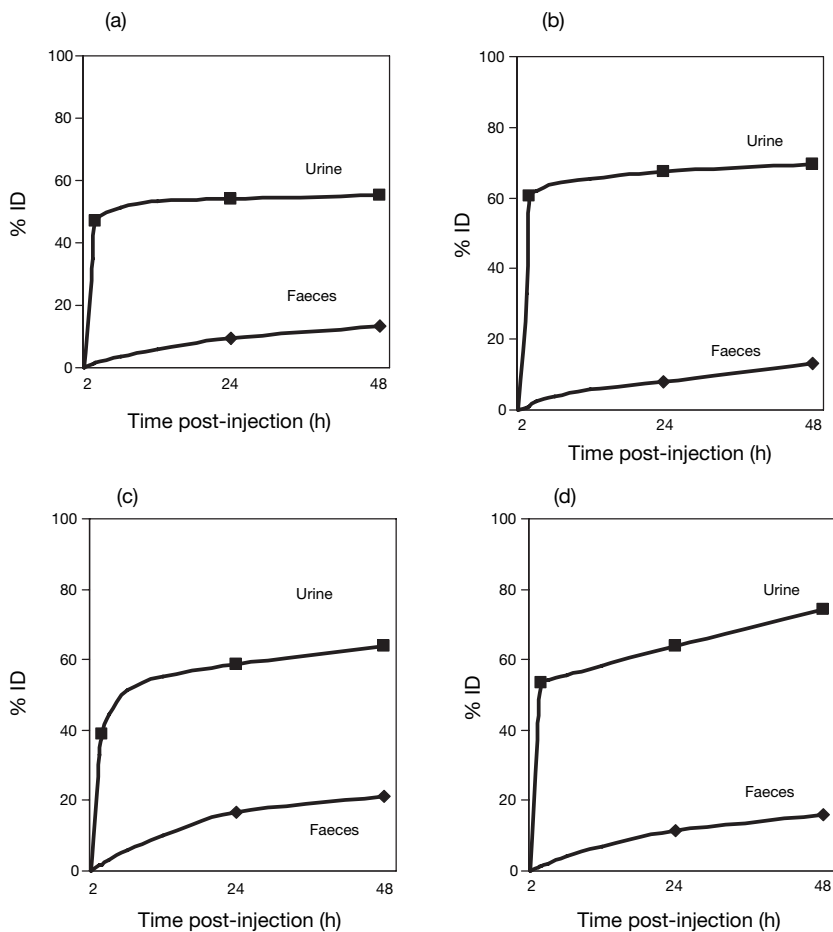 (a)
100
80
60
40
20
0
% ID
Urine
Faeces
2 24 48
Time post-injection (h)
(b)
100
80
60
40
20
0
% ID
Urine
Faeces
2 24 48
Time post-injection (h)
(c)
100
80
60
40
20
0
% ID
Urine
Faeces
2 24 48
Time post-injection (h)
(d)
100
80
60
40
20
0
% ID
Urine
Faeces
2 24 48
Time post-injection (h)